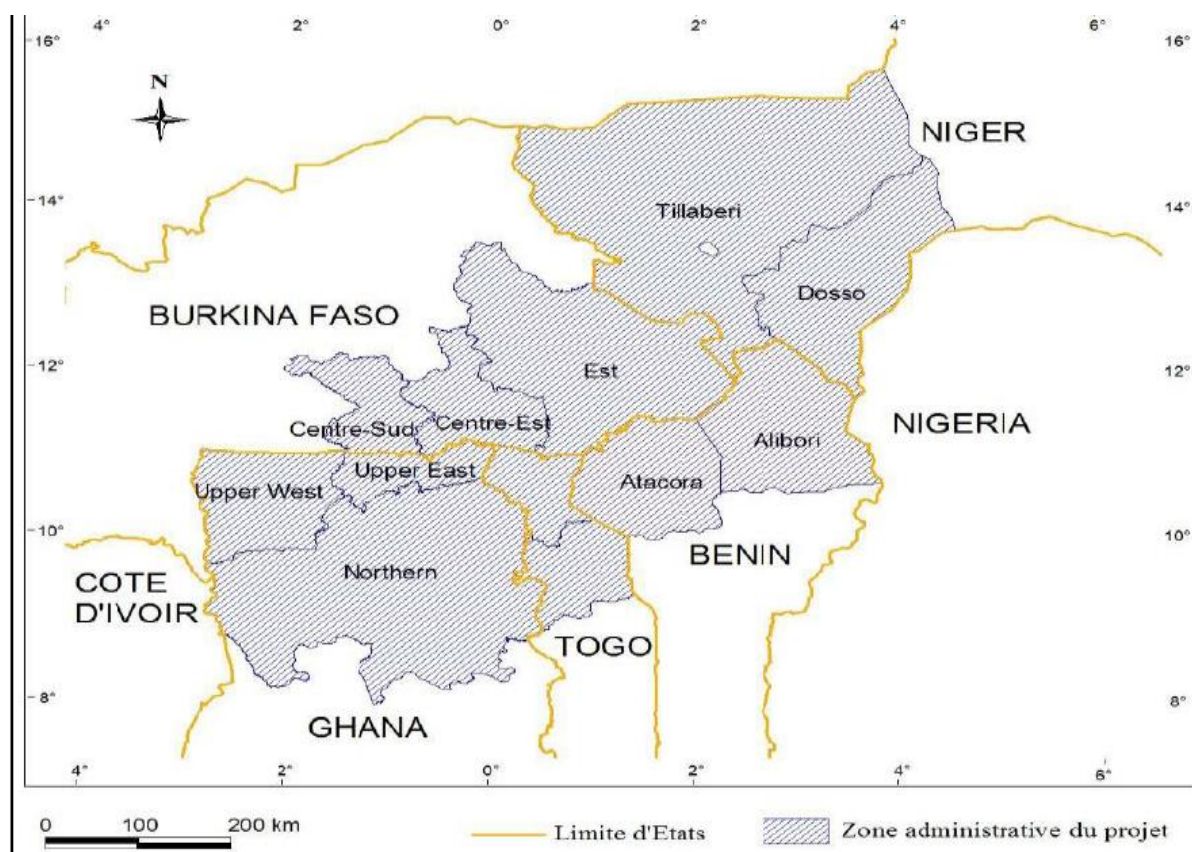 4° 2° 0° 2° 4° 6°
16° 16°
N
NIGER
14° 14°
Tillaberi
Dosso
BURKINA FASO
12° 12°
Est
Centre-Sud Centre-Est
NIGERIA
Alibori
Upper East
Upper West
Atacora
10° 10°
BENIN
Northern
COTE
D'IVOIR
TOGO
8° 8°
GHANA
4° 2° 0° 2° 4° 6°
0 100 200 km
Limite d'Etats
Zone administrative du projet